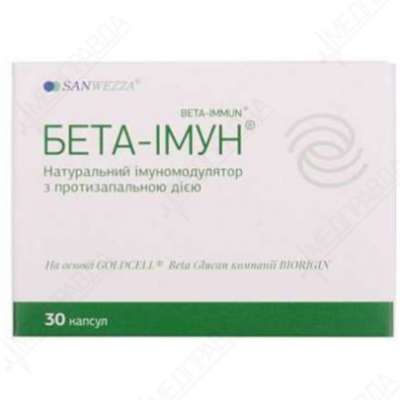 SANWEZZA®
BETA-IMMUN®
БЕТА-ІМУН®
Натуральний імуномодулятор
з протизапальною дією
На основі GOLDCELL® Beta Glucan компанії BIORIGIN
30 капсул